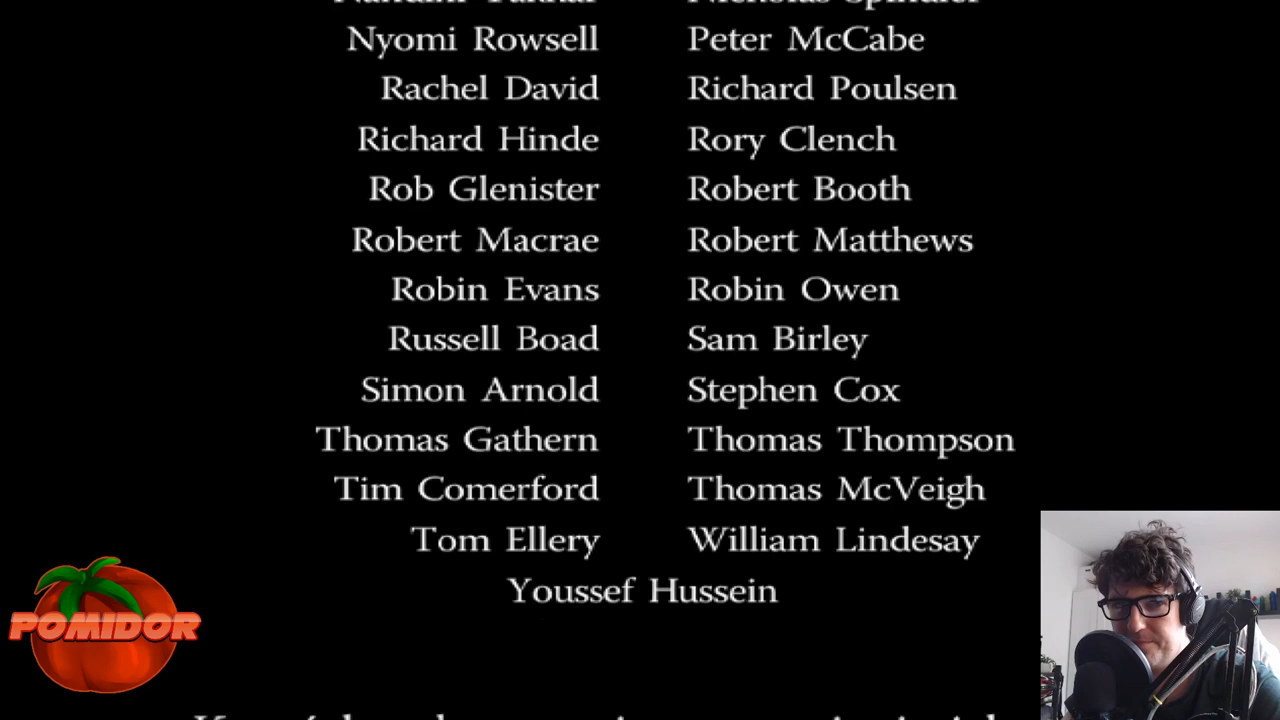 Nyomi Rowsell Peter McCabe
Rachel David Richard Poulsen
Richard Hinde Rory Clench
Rob Glenister Robert Booth
Robert Macrae Robert Matthews
Robin Evans Robin Owen
Russell Boad Sam Birley
Simon Arnold Stephen Cox
Thomas Gathern Thomas Thompson
Tim Comerford Thomas McVeigh
Tom Ellery William Lindesay
Youssef Hussein
POMIDOR